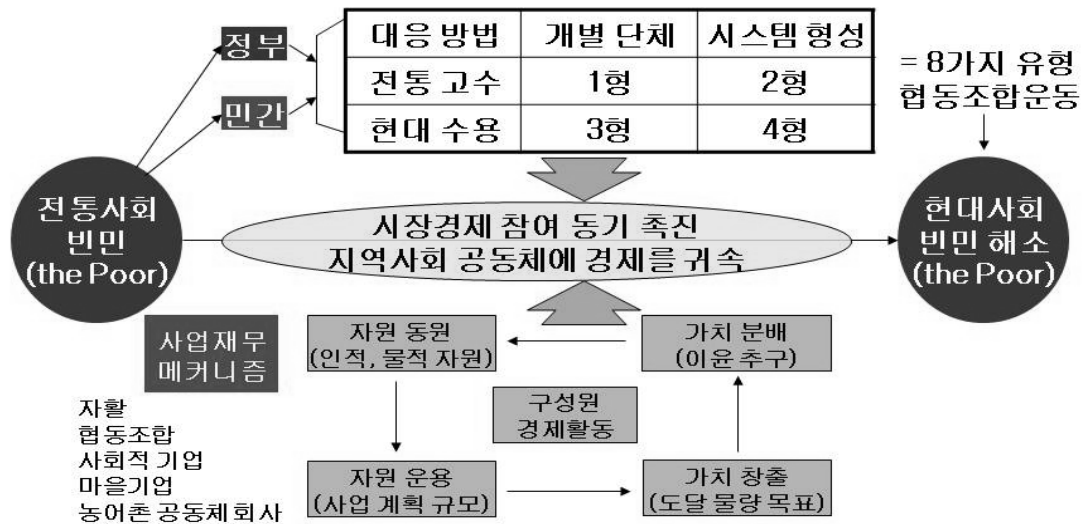 정부
민간
대응 방법 개별 단체 시스템 형성
전통 고수 1형 2형
현대 수용 3형 4형
= 8가지 유형
협동조합운동
전통사회
빈민
(the Poor)
시장경제 참여 동기 촉진
지역사회 공동체에 경제를 귀속
현대사회
빈민 해소
(the Poor)
사업재무
메커니즘
자활
협동조합
사회적 기업
마을기업
농어촌 공동체 회사
자원 동원
(인적, 물적 자원)
가치 분배
(이윤 추구)
구성원
경제활동
자원 운용
(사업 계획 규모)
가치 창출
(도달 물량 목표)